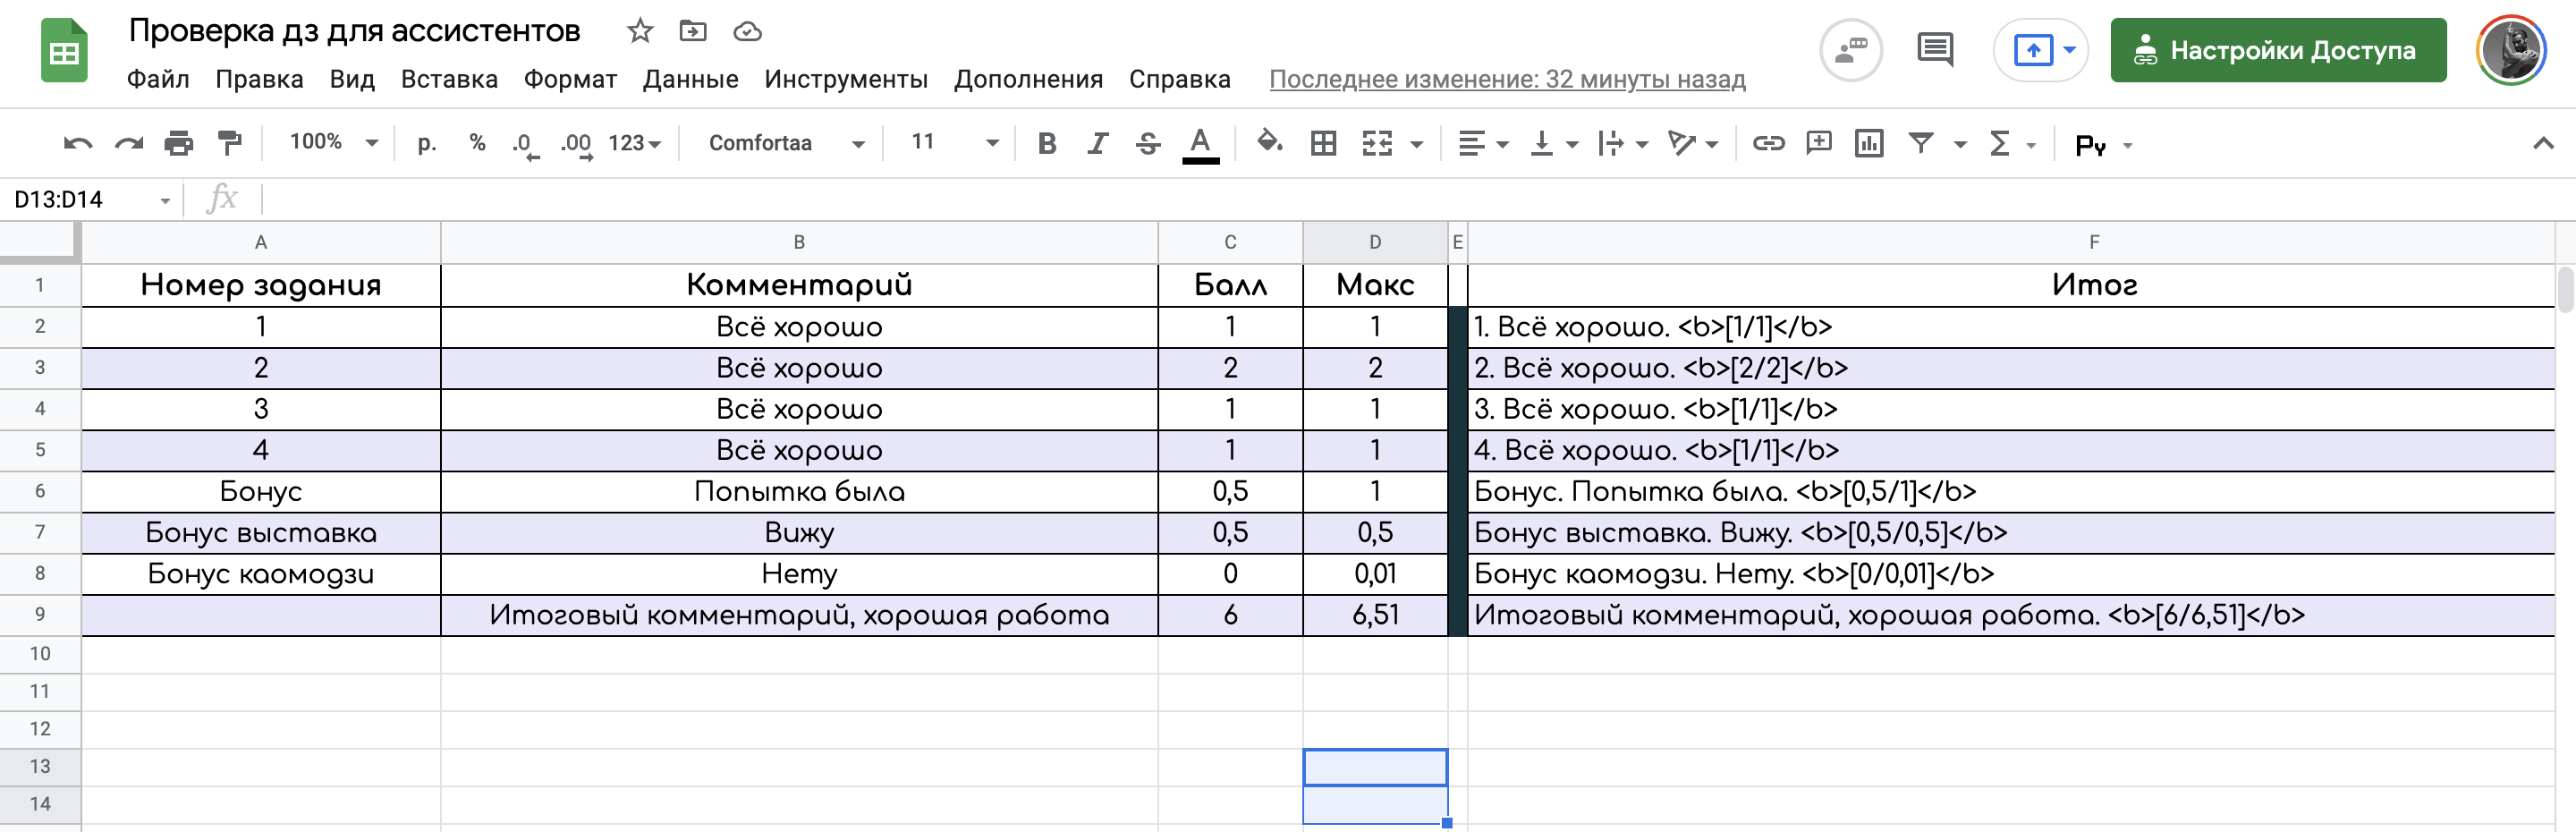 Проверка дз для ассистентов
Файл Правка Вид Вставка Формат Данные Инструменты Дополнения Справка Последнее изменение: 32 минуты назад
Настройки Доступа
100% р. % .0 .00 123 Comfortaa 11 B I S A Σ Ру
D13:D14 fx
A B C D E F
1 Номер задания Комментарий Балл Макс Итог
2 1 Всё хорошо 1 1 1. Всё хорошо. <b>[1/1]</b>
3 2 Всё хорошо 2 2 2. Всё хорошо. <b>[2/2]</b>
4 3 Всё хорошо 1 1 3. Всё хорошо. <b>[1/1]</b>
5 4 Всё хорошо 1 1 4. Всё хорошо. <b>[1/1]</b>
6 Бонус Попытка была 0,5 1 Бонус. Попытка была. <b>[0,5/1]</b>
7 Бонус выставка Вижу 0,5 0,5 Бонус выставка. Вижу. <b>[0,5/0,5]</b>
8 Бонус каомодзи Нету 0 0,01 Бонус каомодзи. Нету. <b>[0/0,01]</b>
9 Итоговый комментарий, хорошая работа 6 6,51 Итоговый комментарий, хорошая работа. <b>[6/6,51]</b>
10
11
12
13
14